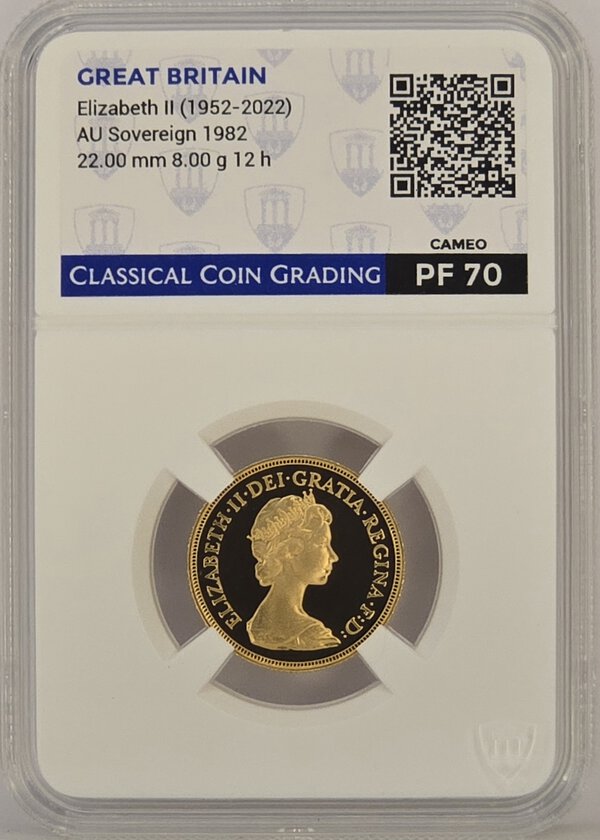 GREAT BRITAIN
Elizabeth II (1952-2022)
AU Sovereign 1982
22.00 mm 8.00 g 12 h
CAMEO
CLASSICAL COIN GRADING PF 70
ELIZABETH·II·DEI·GRATIA·REGINA·F:D: